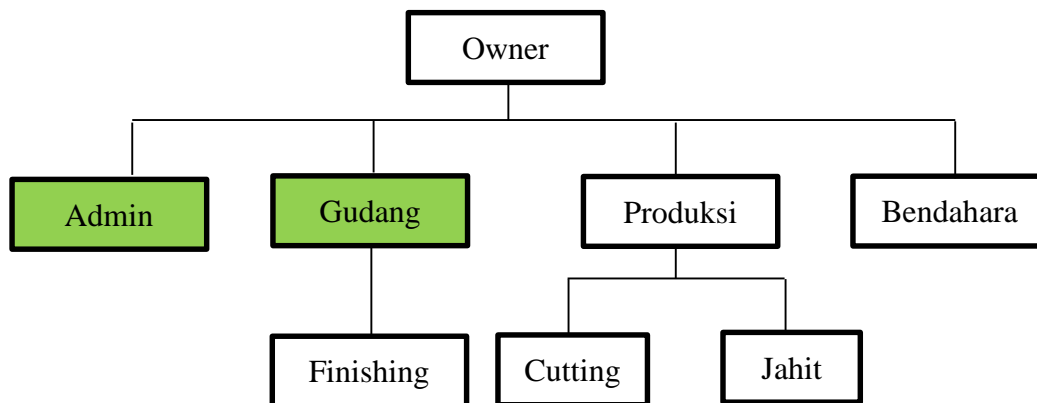 Owner
Admin
Gudang
Produksi
Bendahara
Finishing
Cutting
Jahit